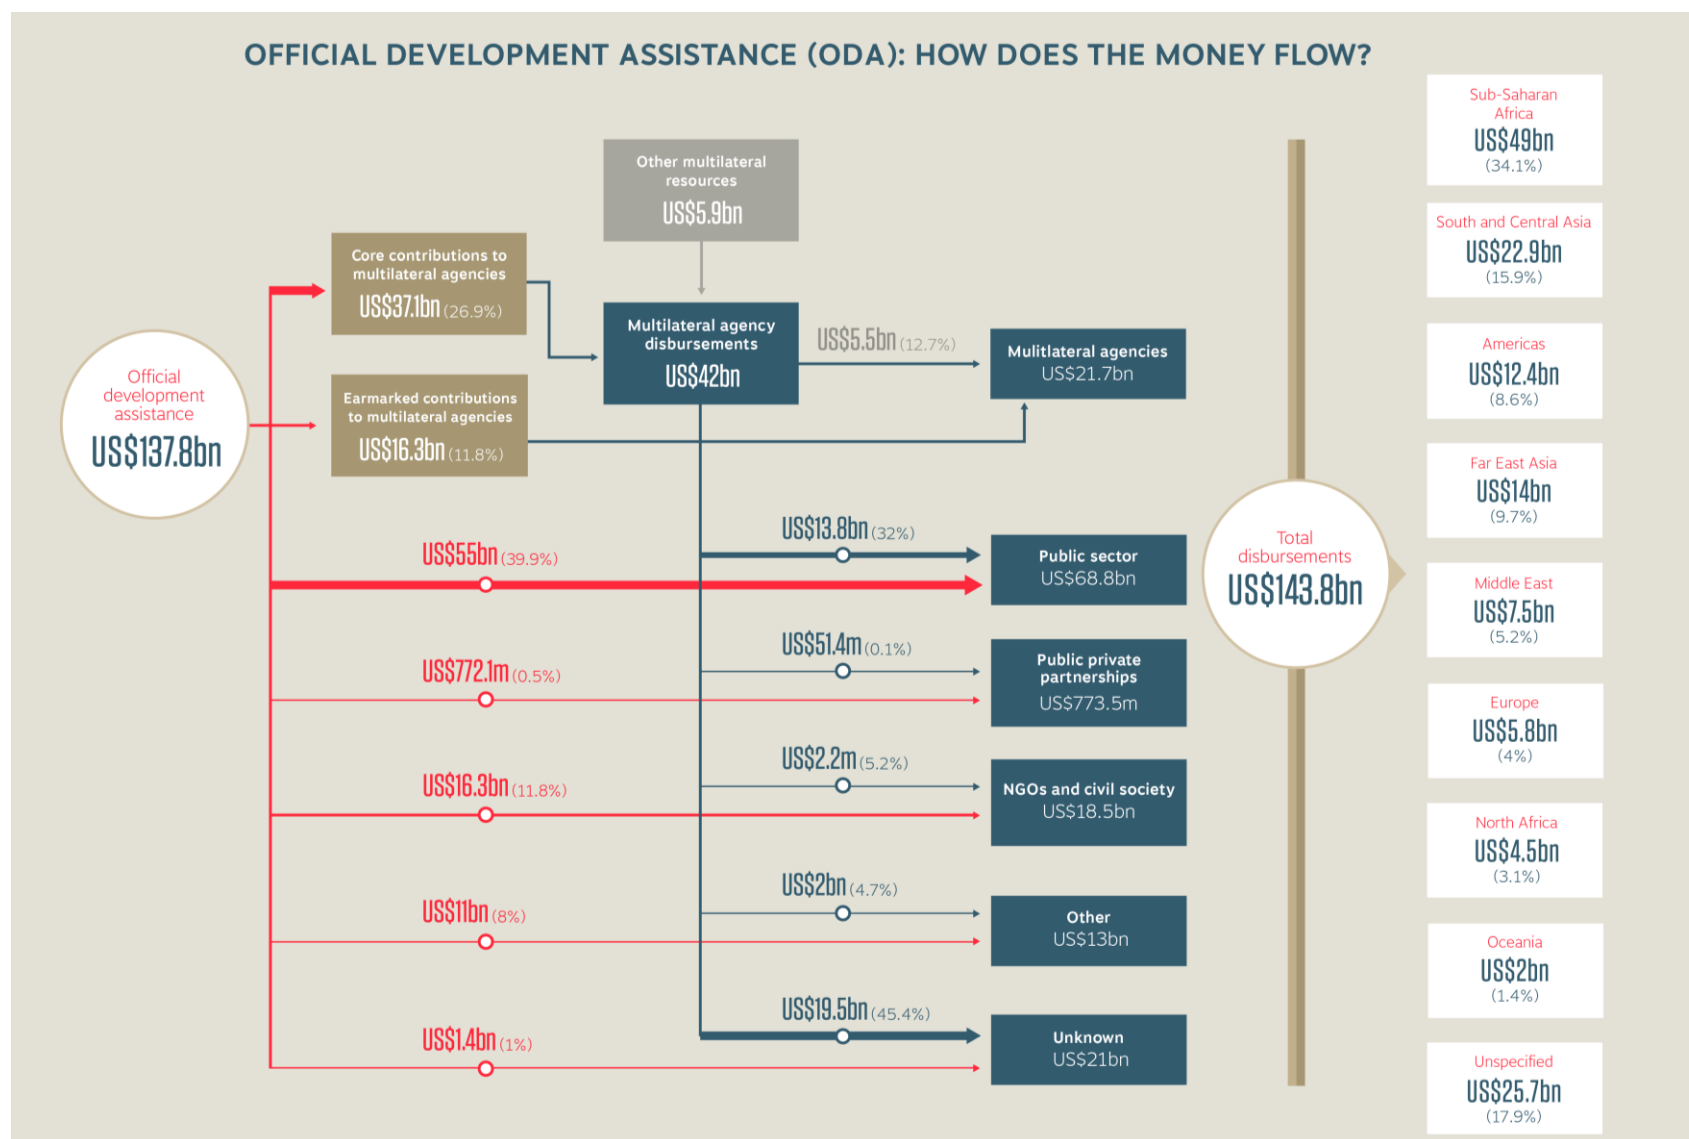 OFFICIAL DEVELOPMENT ASSISTANCE (ODA): HOW DOES THE MONEY FLOW?
Official
development
assistance
US$137.8bn
Core contributions to
multilateral agencies
US$37.1bn (26.9%)
Earmarked contributions
to multilateral agencies
US$16.3bn (11.8%)
Other multilateral
resources
US$5.9bn
Multilateral agency
disbursements
US$42bn
US$5.5bn (12.7%)
Mulitlateral agencies
US$21.7bn
US$55bn (39.9%)
US$13.8bn (32%)
Public sector
US$68.8bn
US$772.1m (0.5%)
US$51.4m (0.1%)
Public private
partnerships
US$773.5m
US$16.3bn (11.8%)
US$2.2m (5.2%)
NGOs and civil society
US$18.5bn
US$11bn (8%)
US$2bn (4.7%)
Other
US$13bn
US$1.4bn (1%)
US$19.5bn (45.4%)
Unknown
US$21bn
Total
disbursements
US$143.8bn
Sub-Saharan
Africa
US$49bn
(34.1%)
South and Central Asia
US$22.9bn
(15.9%)
Americas
US$12.4bn
(8.6%)
Far East Asia
US$14bn
(9.7%)
Middle East
US$7.5bn
(5.2%)
Europe
US$5.8bn
(4%)
North Africa
US$4.5bn
(3.1%)
Oceania
US$2bn
(1.4%)
Unspecified
US$25.7bn
(17.9%)